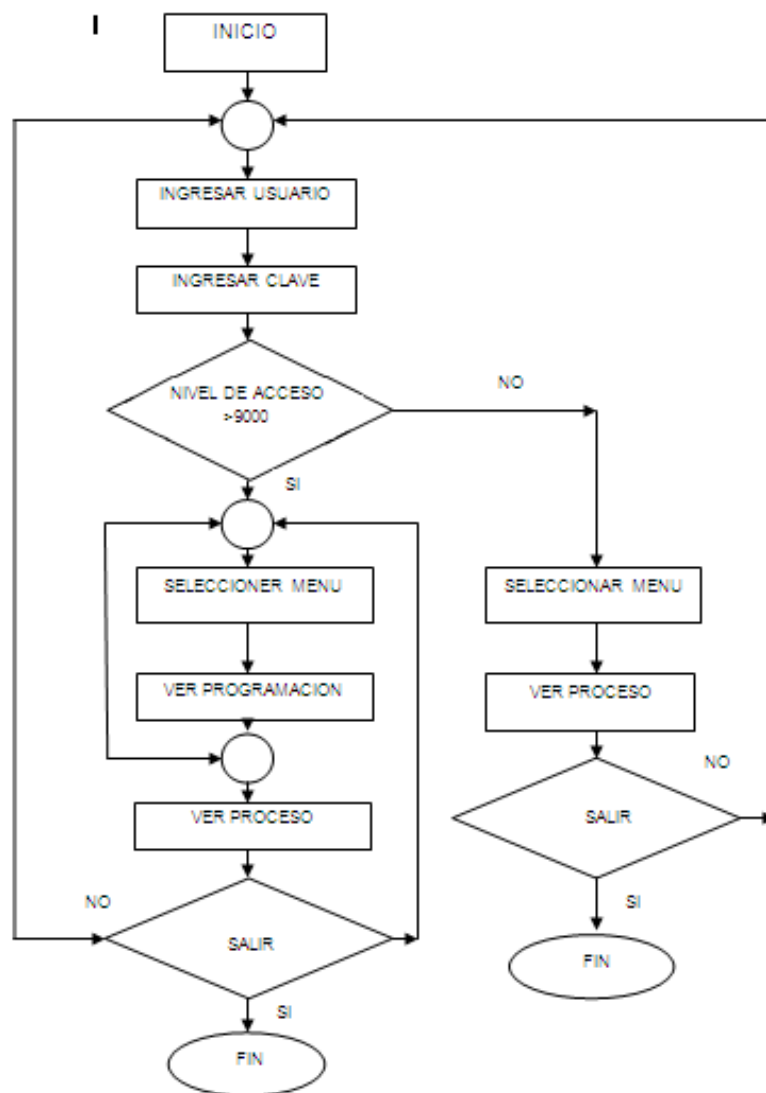 I
INICIO
INGRESAR USUARIO
INGRESAR CLAVE
NIVEL DE ACCESO
>9000
NO
SI
SELECCIONER MENU
SELECCIONAR MENU
VER PROGRAMACION
VER PROCESO
NO
VER PROCESO
SALIR
NO
SI
SALIR
FIN
SI
FIN